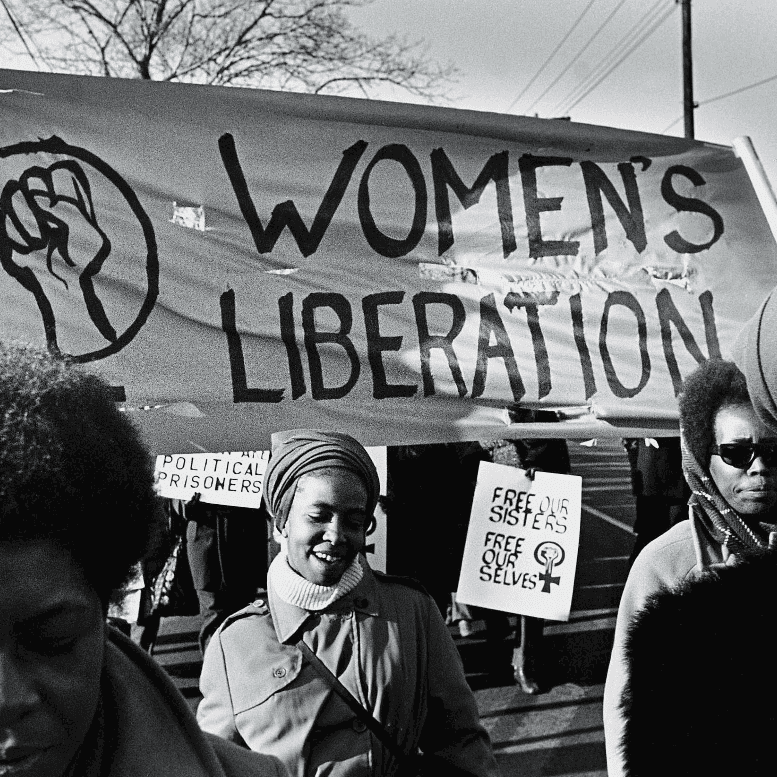 WOMEN'S
LIBERATION
POLITICAL
PRISONERS
FREE OUR
SISTERS
FREE
OUR
SELVES